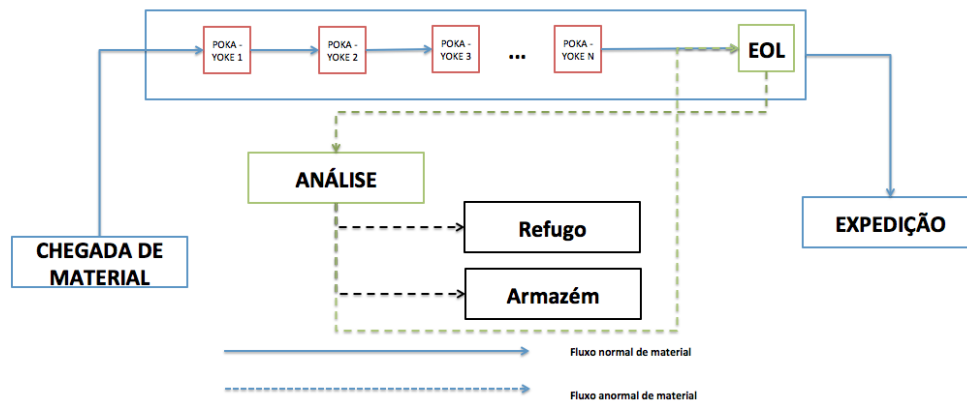 POKA -
YOKE 1
POKA -
YOKE 2
POKA -
YOKE 3
...
POKA -
YOKE N
EOL
ANÁLISE
Refugo
EXPEDIÇÃO
CHEGADA DE
MATERIAL
Armazém
Fluxo normal de material
Fluxo anormal de material